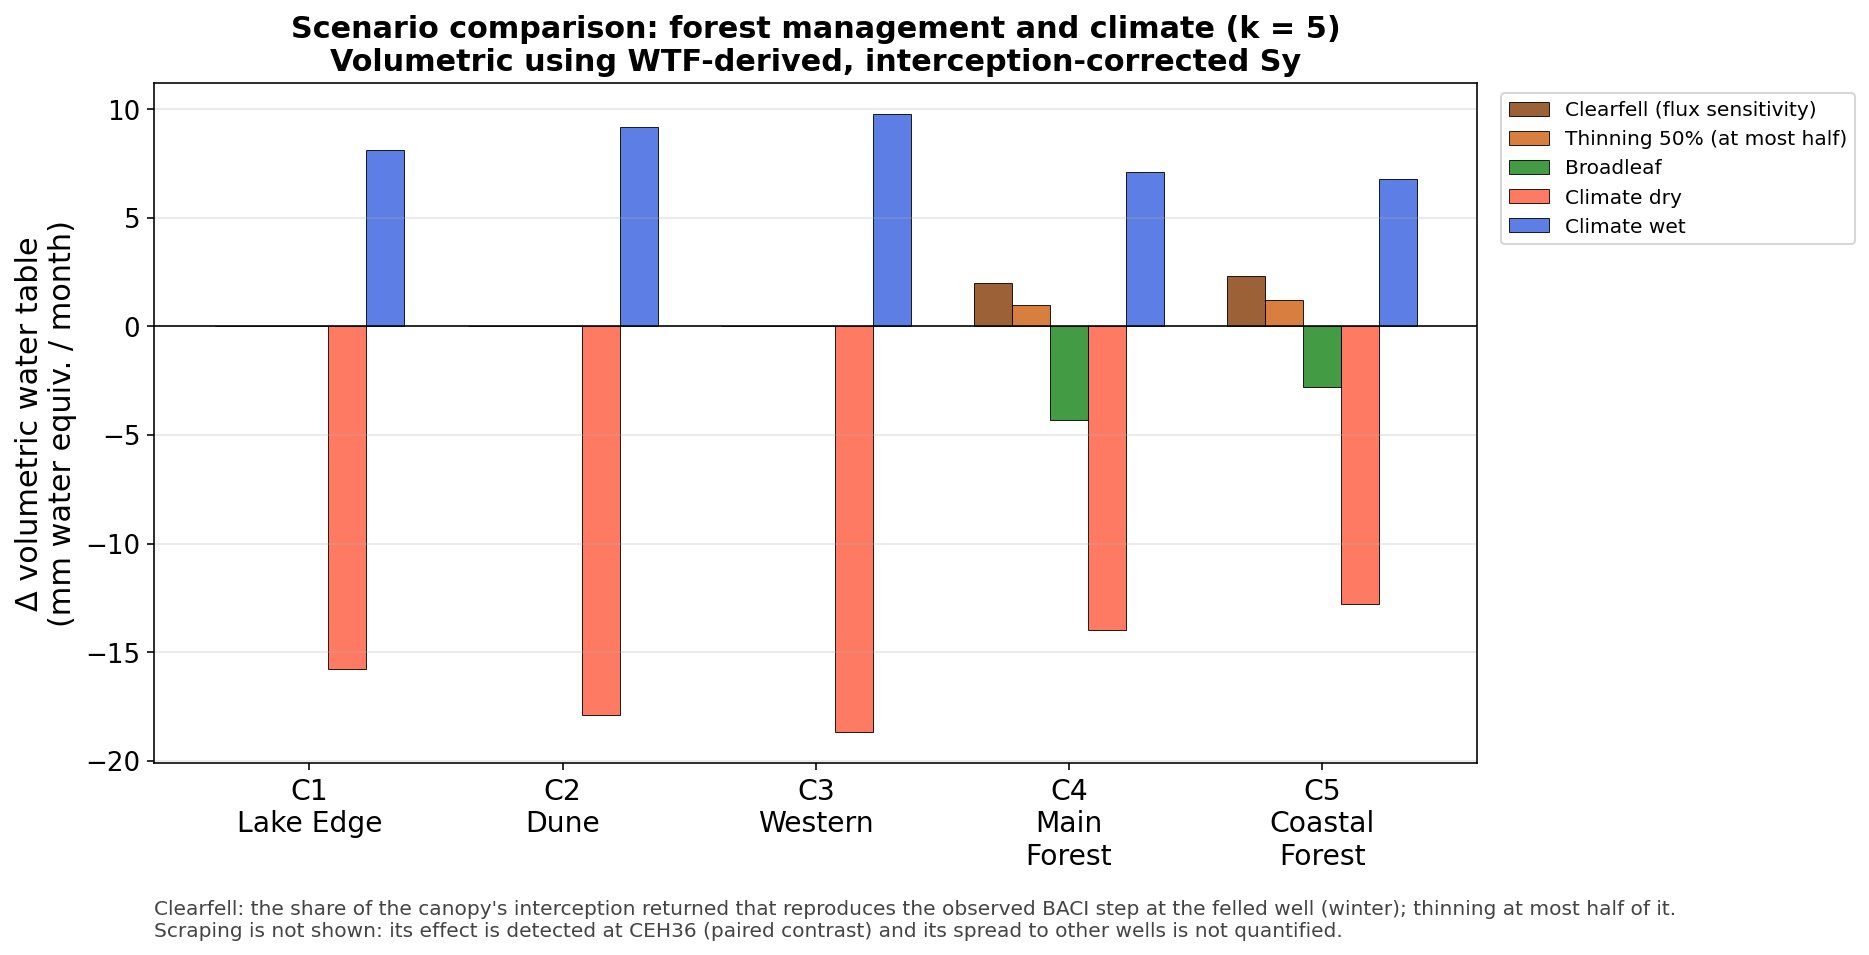 Scenario comparison: forest management and climate (k = 5)
Volumetric using WTF-derived, interception-corrected Sy
Δ volumetric water table
(mm water equiv. / month)
10
5
0
−5
−10
−15
−20
C1
Lake Edge
C2
Dune
C3
Western
C4
Main
Forest
C5
Coastal
Forest
Clearfell (flux sensitivity)
Thinning 50% (at most half)
Broadleaf
Climate dry
Climate wet
Clearfell: the share of the canopy's interception returned that reproduces the observed BACI step at the felled well (winter); thinning at most half of it.
Scraping is not shown: its effect is detected at CEH36 (paired contrast) and its spread to other wells is not quantified.